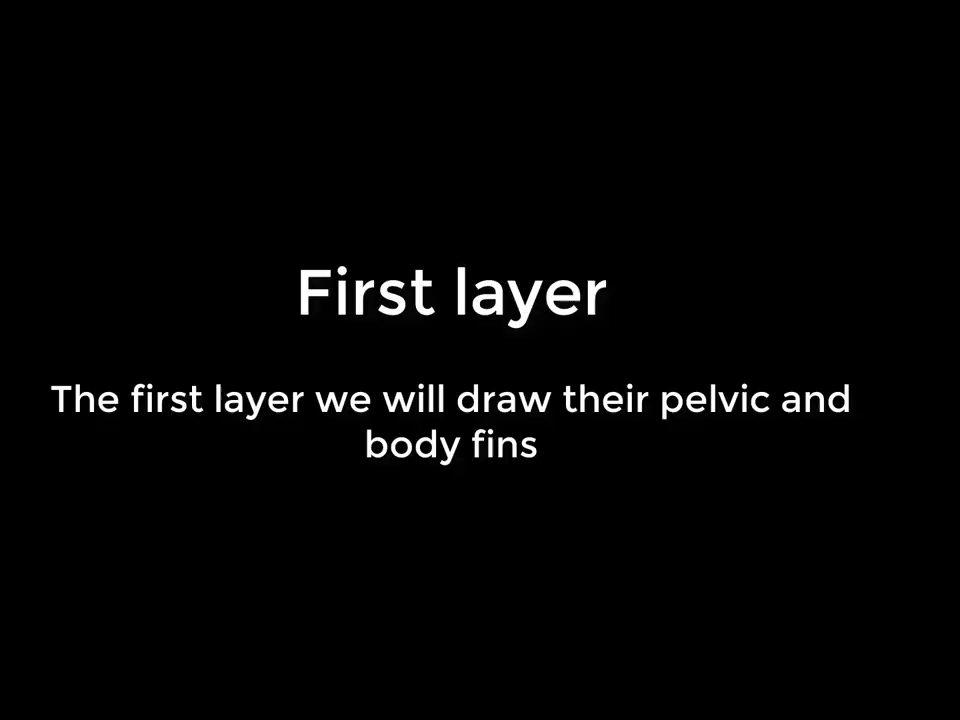 First layer
The first layer we will draw their pelvic and
body fins